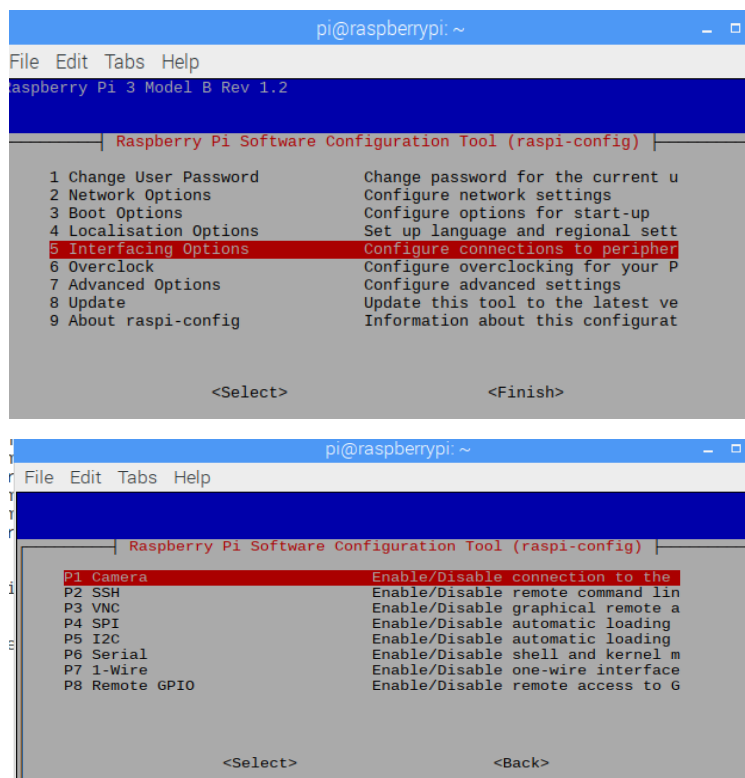 pi@raspberrypi: ~
File Edit Tabs Help
aspberry Pi 3 Model B Rev 1.2
Raspberry Pi Software Configuration Tool (raspi-config)
1 Change User Password Change password for the current u
2 Network Options Configure network settings
3 Boot Options Configure options for start-up
4 Localisation Options Set up language and regional sett
5 Interfacing Options Configure connections to peripher
6 Overclock Configure overclocking for your P
7 Advanced Options Configure advanced settings
8 Update Update this tool to the latest ve
9 About raspi-config Information about this configurat
<Select> <Finish>
pi@raspberrypi: ~
File Edit Tabs Help
Raspberry Pi Software Configuration Tool (raspi-config)
P1 Camera Enable/Disable connection to the
P2 SSH Enable/Disable remote command lin
P3 VNC Enable/Disable graphical remote a
P4 SPI Enable/Disable automatic loading
P5 I2C Enable/Disable automatic loading
P6 Serial Enable/Disable shell and kernel m
P7 1-Wire Enable/Disable one-wire interface
P8 Remote GPIO Enable/Disable remote access to G
<Select> <Back>